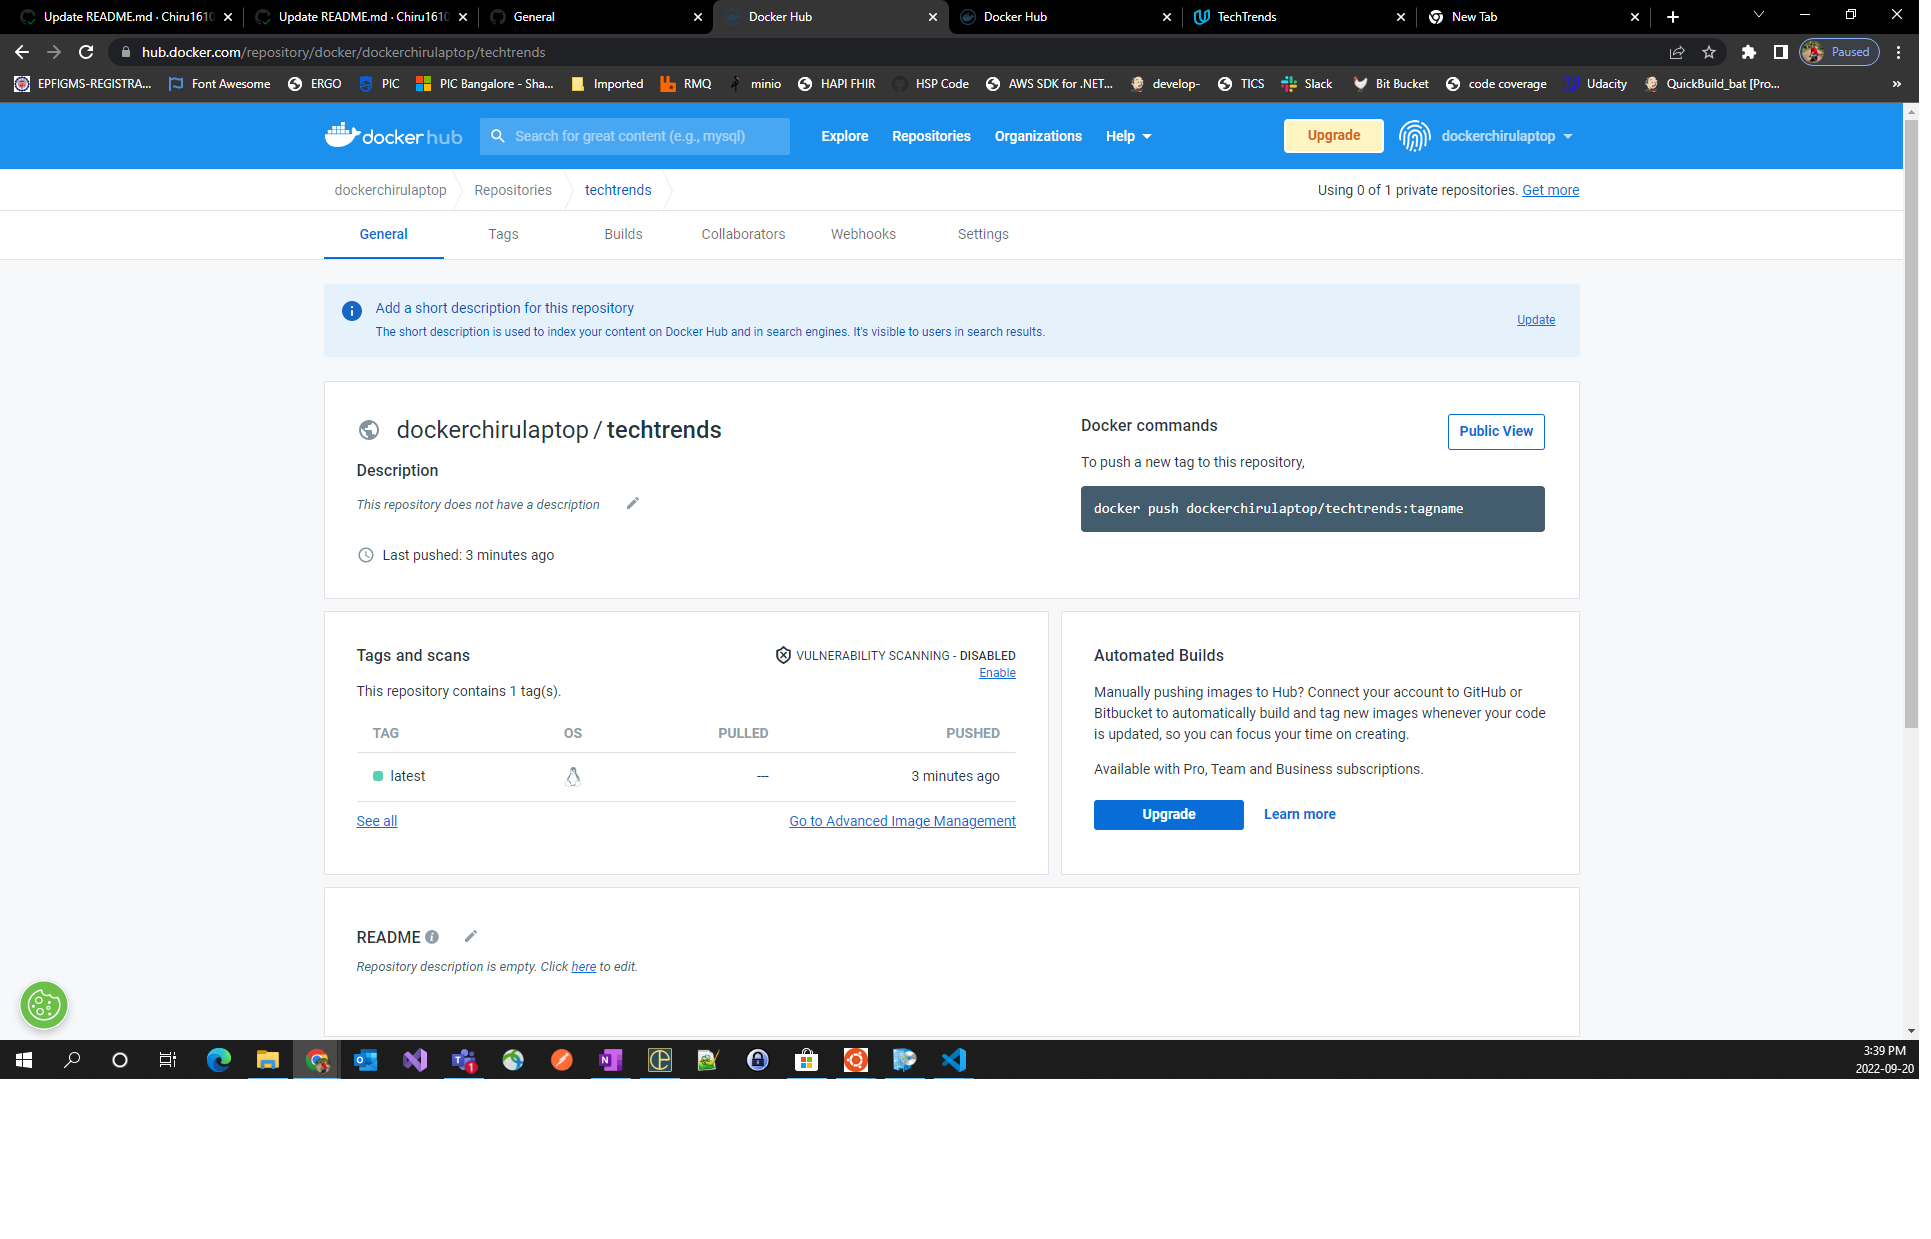 Update README.md · Chiru161
Update README.md · Chiru161
General
Docker Hub
Docker Hub
TechTrends
New Tab
hub.docker.com/repository/docker/dockerchirulaptop/techtrends
Paused
EPFIGMS-REGISTRA...
Font Awesome
ERGO
PIC
PIC Bangalore - Sha...
Imported
RMQ
minio
HAPI FHIR
HSP Code
AWS SDK for .NET...
develop-
TICS
Slack
Bit Bucket
code coverage
Udacity
QuickBuild_bat [Pro...
»
docker hub
Search for great content (e.g., mysql)
Explore
Repositories
Organizations
Help
Upgrade
dockerchirulaptop
dockerchirulaptop
Repositories
techtrends
Using 0 of 1 private repositories. Get more
General
Tags
Builds
Collaborators
Webhooks
Settings
Add a short description for this repository
The short description is used to index your content on Docker Hub and in search engines. It's visible to users in search results.
Update
dockerchirulaptop / techtrends
Description
This repository does not have a description
Last pushed: 3 minutes ago
Docker commands
Public View
To push a new tag to this repository,
docker push dockerchirulaptop/techtrends:tagname
Tags and scans
VULNERABILITY SCANNING - DISABLED
Enable
This repository contains 1 tag(s).
TAG OS PULLED PUSHED
latest --- 3 minutes ago
See all
Go to Advanced Image Management
Automated Builds
Manually pushing images to Hub? Connect your account to GitHub or
Bitbucket to automatically build and tag new images whenever your code
is updated, so you can focus your time on creating.
Available with Pro, Team and Business subscriptions.
Upgrade
Learn more
README
Repository description is empty. Click here to edit.
3:39 PM
2022-09-20